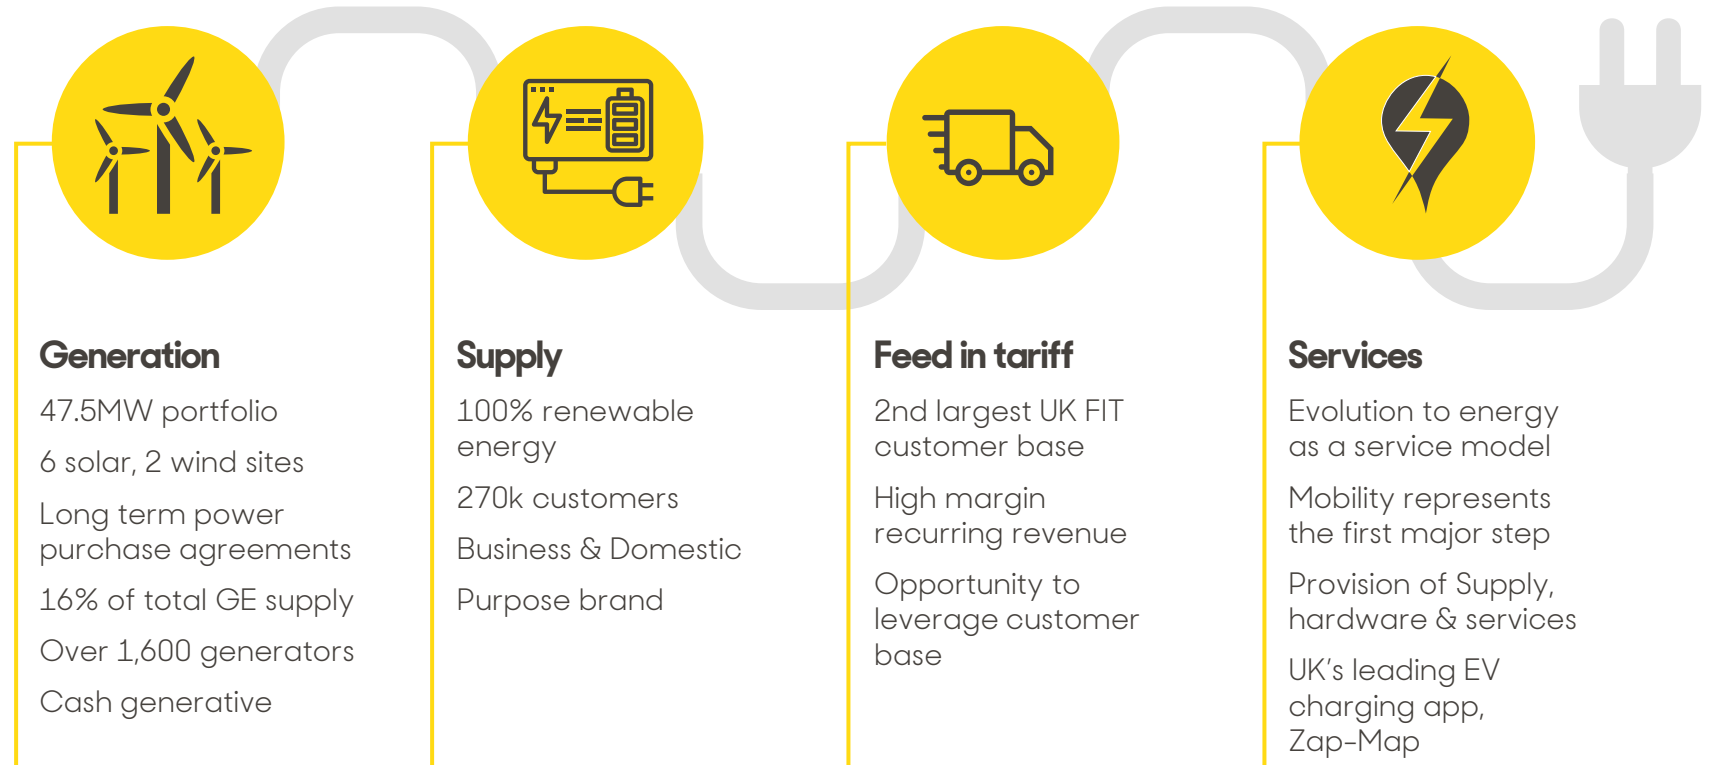 Generation
47.5MW portfolio
6 solar, 2 wind sites
Long term power
purchase agreements
16% of total GE supply
Over 1,600 generators
Cash generative
Supply
100% renewable
energy
270k customers
Business & Domestic
Purpose brand
Feed in tariff
2nd largest UK FIT
customer base
High margin
recurring revenue
Opportunity to
leverage customer
base
Services
Evolution to energy
as a service model
Mobility represents
the first major step
Provision of Supply,
hardware & services
UK’s leading EV
charging app,
Zap-Map